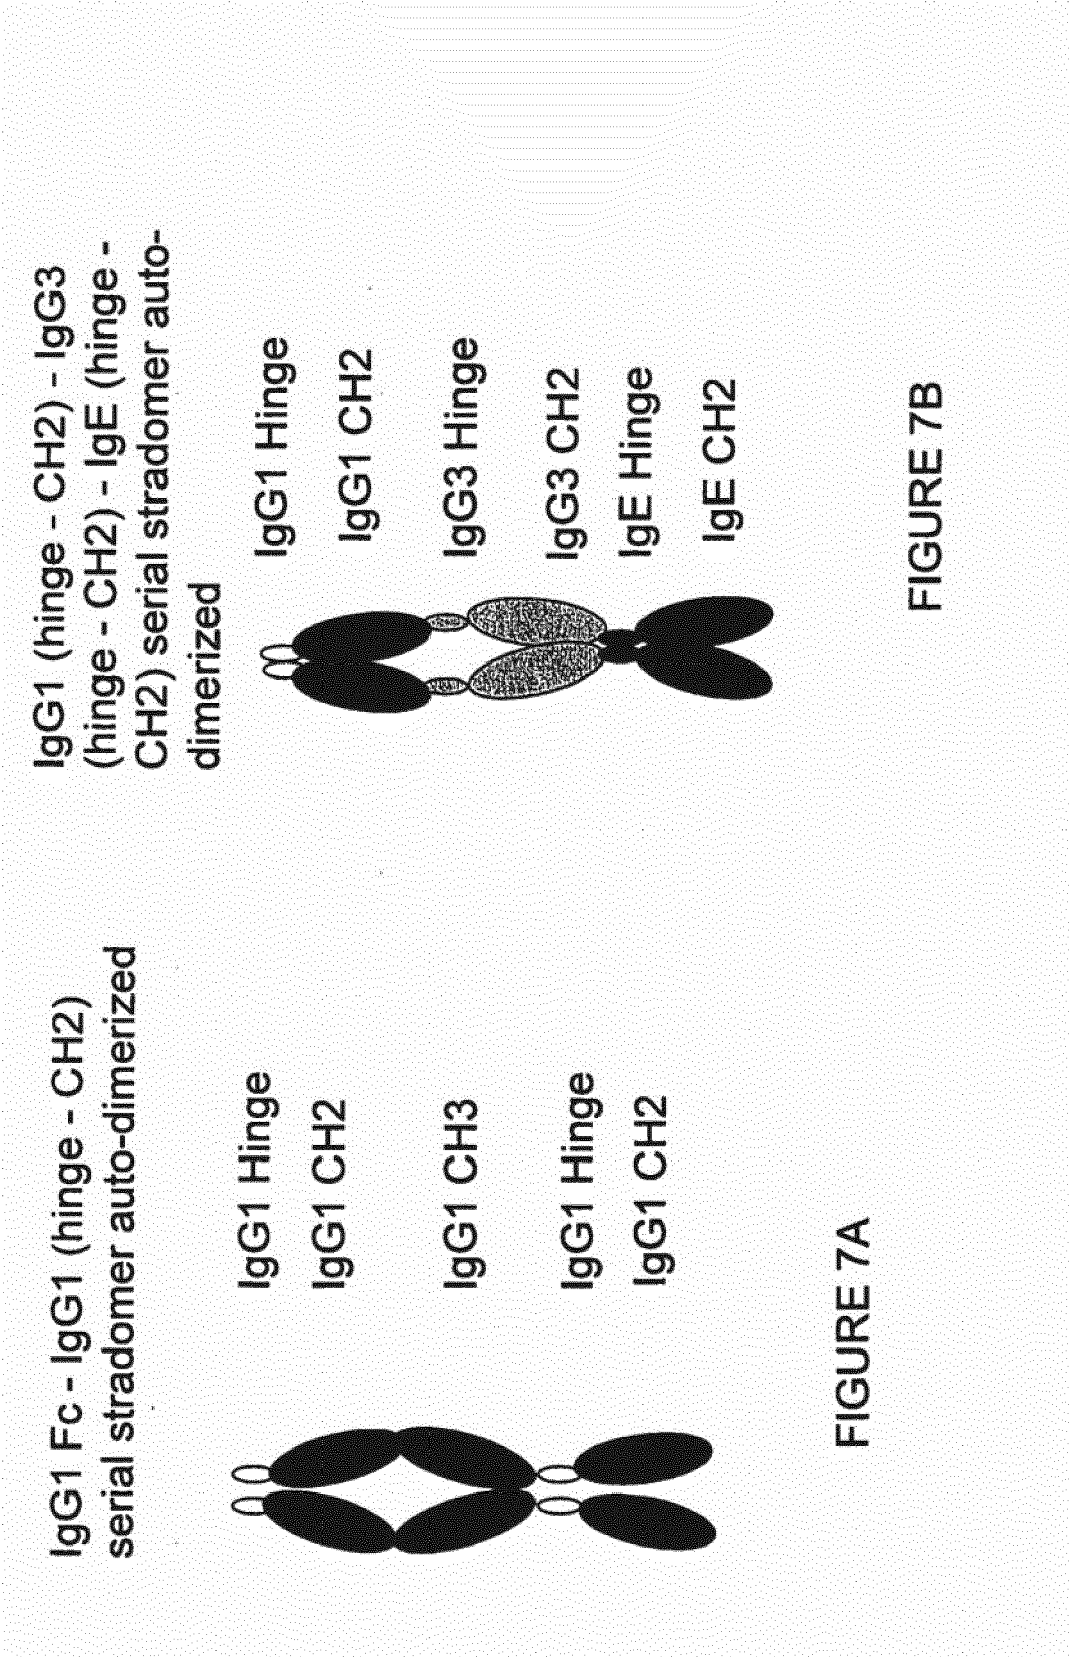 IgG1 Fc - IgG1 (hinge - CH2)
serial stradomer auto-dimerized
IgG1 Hinge
IgG1 CH2
IgG1 CH3
IgG1 Hinge
IgG1 CH2
FIGURE 7A
IgG1 (hinge - CH2) - IgG3
(hinge - CH2) - IgE (hinge -
CH2) serial stradomer auto-
dimerized
IgG1 Hinge
IgG1 CH2
IgG3 Hinge
IgG3 CH2
IgE Hinge
IgE CH2
FIGURE 7B